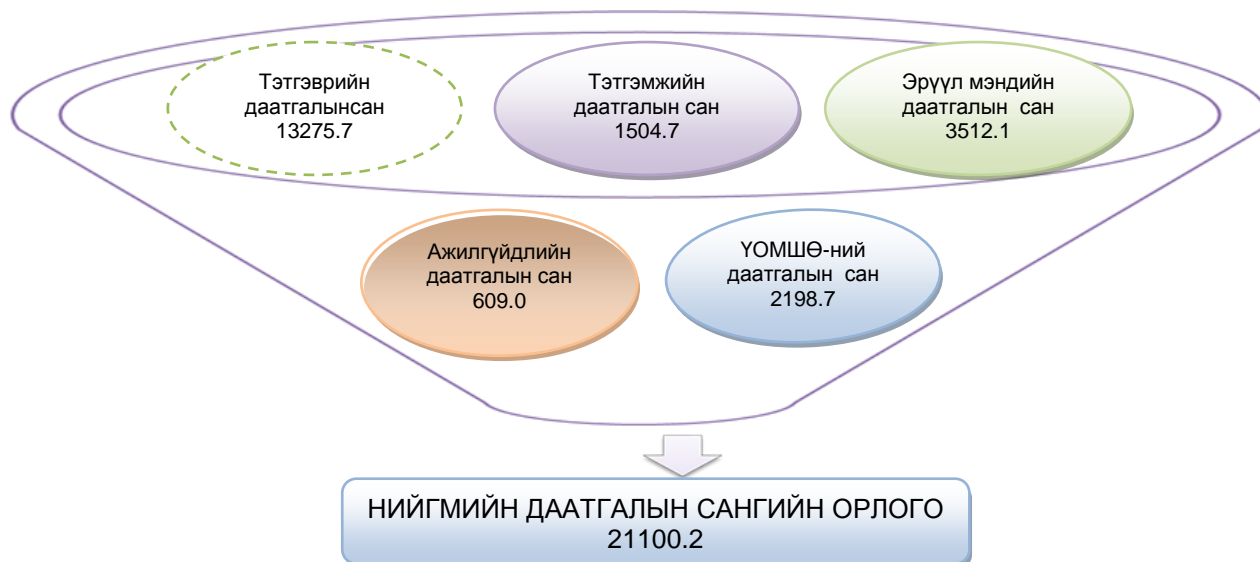 Тэтгэврийн
даатгалынсан
13275.7
Тэтгэмжийн
даатгалын сан
1504.7
Эрүүл мэндийн
даатгалын сан
3512.1
Ажилгүйдлийн
даатгалын сан
609.0
ҮОМШӨ-ний
даатгалын сан
2198.7
НИЙГМИЙН ДААТГАЛЫН САНГИЙН ОРЛОГО
21100.2